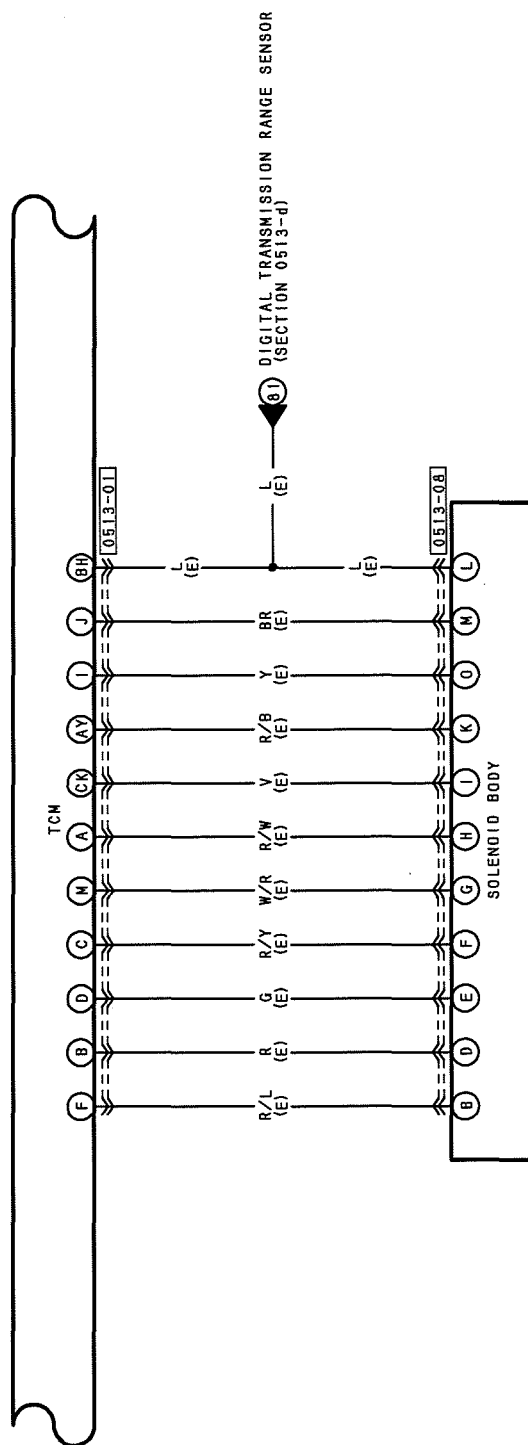 TCM
F B D C M A CK AY I J BH
0513-01
R/L (E)
R (E)
G (E)
R/Y (E)
W/R (E)
R/W (E)
V (E)
R/B (E)
Y (E)
BR (E)
L (E)
L (E)
L (E)
81
DIGITAL TRANSMISSION RANGE SENSOR
(SECTION 0513-d)
0513-08
B D E F G H I K O M L
SOLENOID BODY